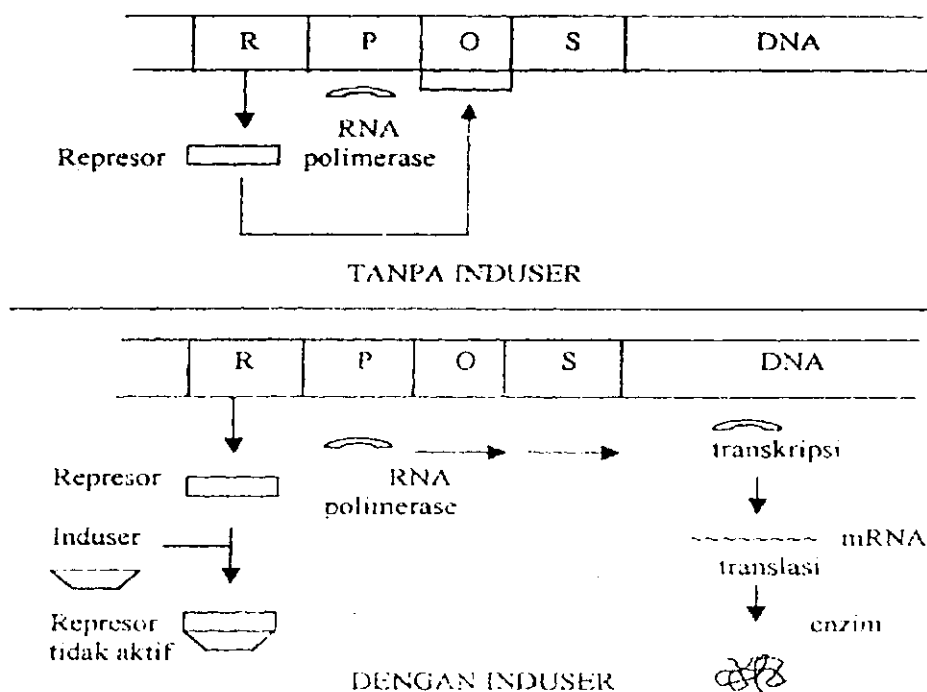 R P O S DNA
Represor
RNA
polimerase
TANPA INDUSER
R P O S DNA
Represor
RNA
polimerase
transkripsi
Induser
mRNA
translasi
Represor
tidak aktif
enzim
DENGAN INDUSER